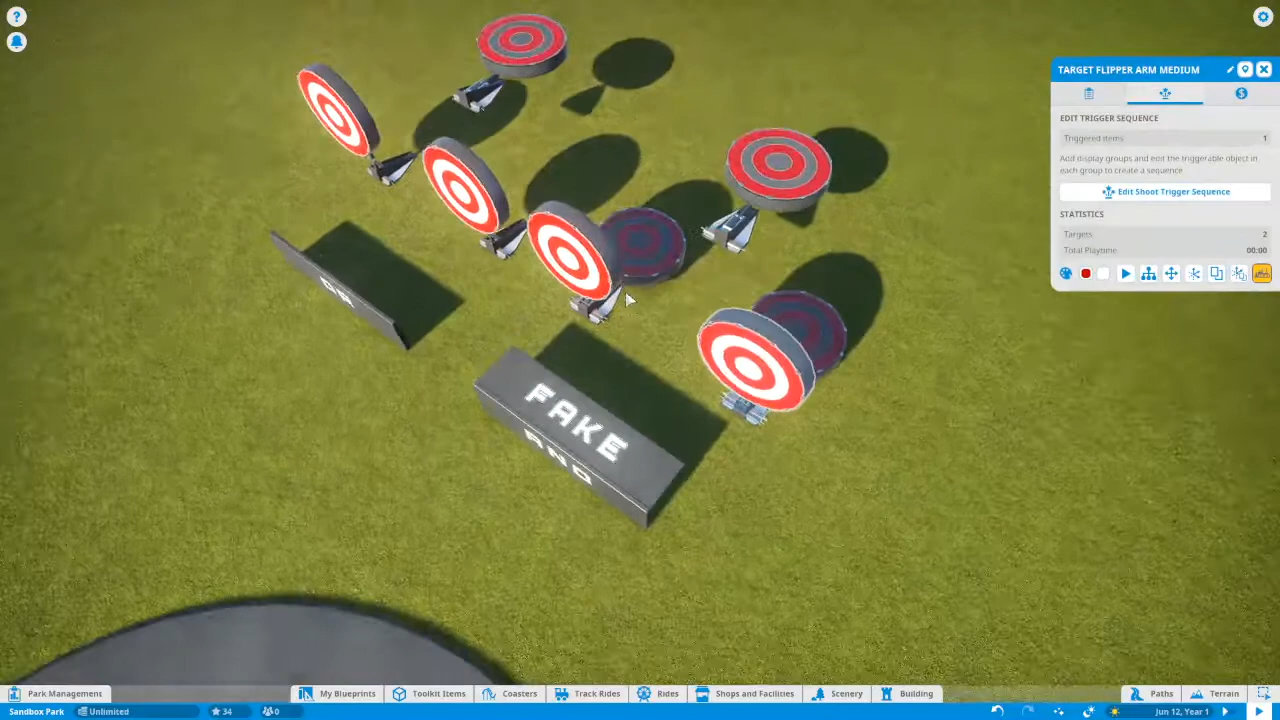 ?
TARGET FLIPPER ARM MEDIUM
EDIT TRIGGER SEQUENCE
Triggered items 1
Add display groups and edit the triggerable object in
each group to create a sequence
Edit Shoot Trigger Sequence
STATISTICS
Targets 2
Total Playtime 00:00
OR
FAKE
AND
Park Management
My Blueprints
Toolkit Items
Coasters
Track Rides
Rides
Shops and Facilities
Scenery
Building
Paths
Terrain
Sandbox Park
Unlimited
34
0
Jun 12, Year 1